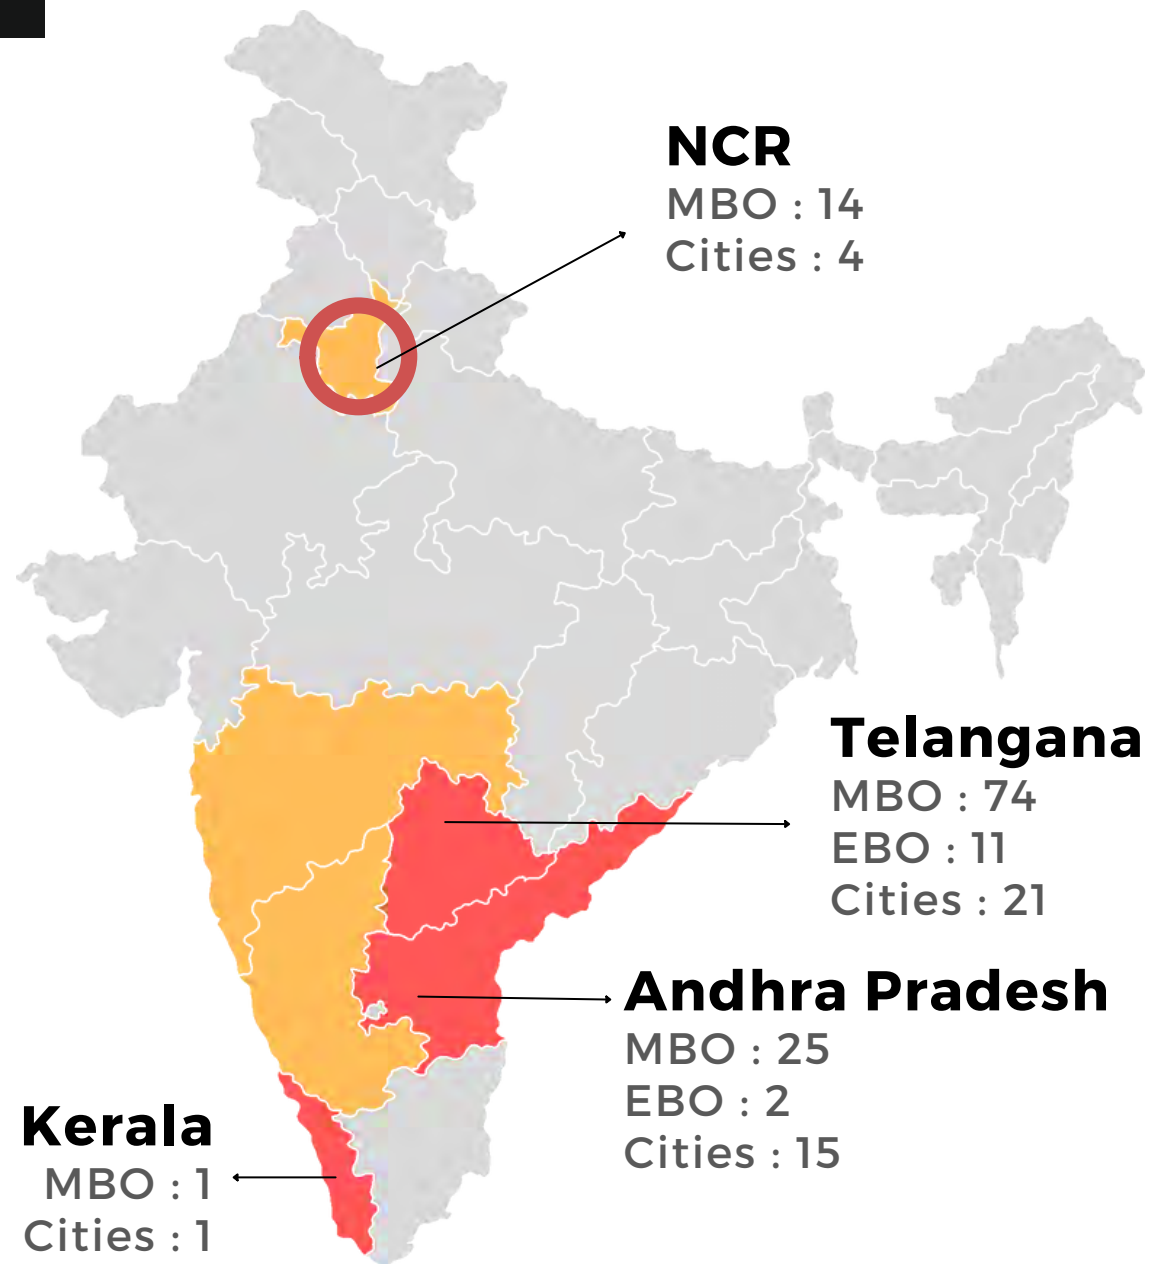 NCR
MBO : 14
Cities : 4
Telangana
MBO : 74
EBO : 11
Cities : 21
Andhra Pradesh
MBO : 25
EBO : 2
Cities : 15
Kerala
MBO : 1
Cities : 1